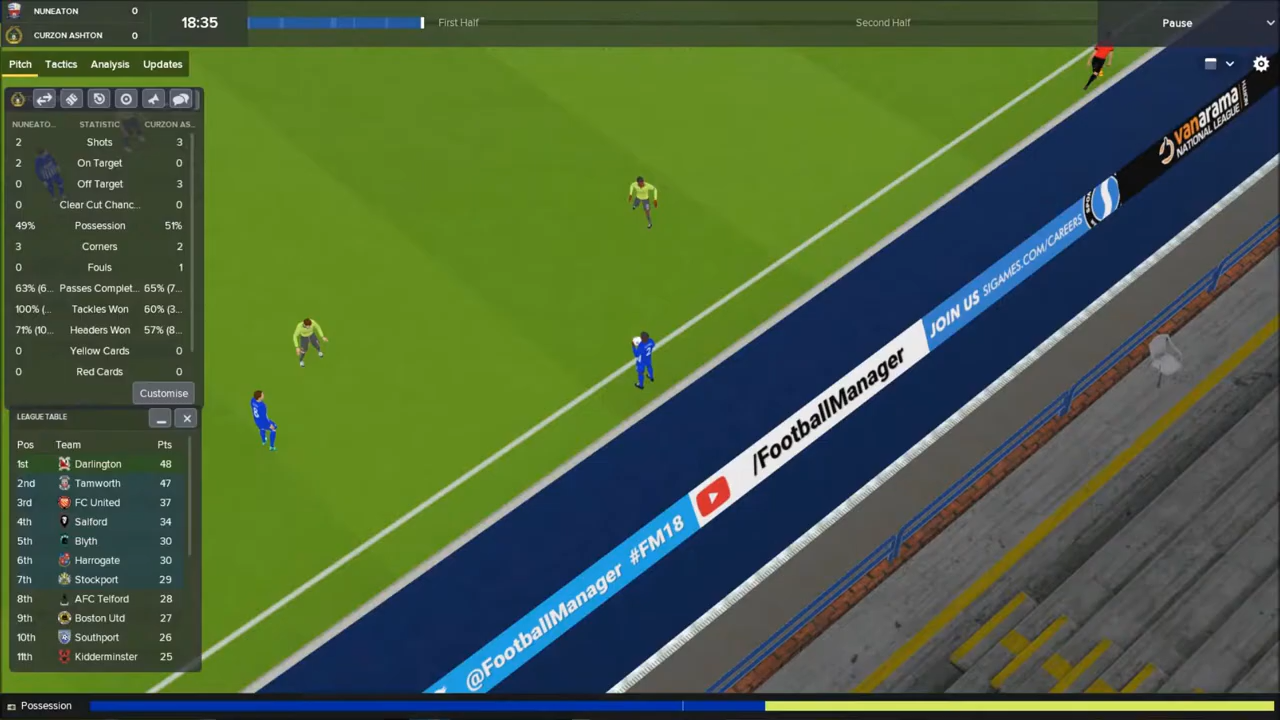 NUNEATON 0
CURZON ASHTON 0
18:35
First Half
Second Half
Pause
Pitch Tactics Analysis Updates
NUNEATO... STATISTIC CURZON AS...
2 Shots 3
2 On Target 0
0 Off Target 3
0 Clear Cut Chanc... 0
49% Possession 51%
3 Corners 2
0 Fouls 1
63% (6... Passes Complet... 65% (7...
100% (... Tackles Won 60% (3...
71% (10... Headers Won 57% (8...
0 Yellow Cards 0
0 Red Cards 0
Customise
LEAGUE TABLE
Pos Team Pts
1st Darlington 48
2nd Tamworth 47
3rd FC United 37
4th Salford 34
5th Blyth 30
6th Harrogate 30
7th Stockport 29
8th AFC Telford 28
9th Boston Utd 27
10th Southport 26
11th Kidderminster 25
@FootballManager #FM18
/FootballManager
JOIN US SIGAMES.COM/CAREERS
vanarama
NATIONAL LEAGUE
NORTH
2
Possession